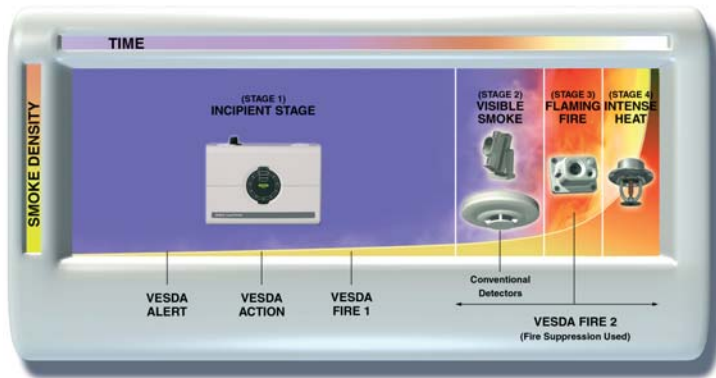 TIME
SMOKE DENSITY
(STAGE 1)
INCIPIENT STAGE
(STAGE 2)
VISIBLE
SMOKE
(STAGE 3)
FLAMING
FIRE
(STAGE 4)
INTENSE
HEAT
VESDA
ALERT
VESDA
ACTION
VESDA
FIRE 1
Conventional
Detectors
VESDA FIRE 2
(Fire Suppression Used)